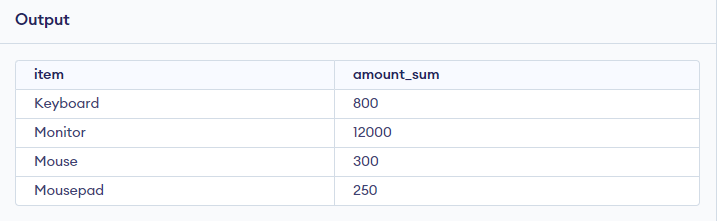 Output
item amount_sum
Keyboard 800
Monitor 12000
Mouse 300
Mousepad 250